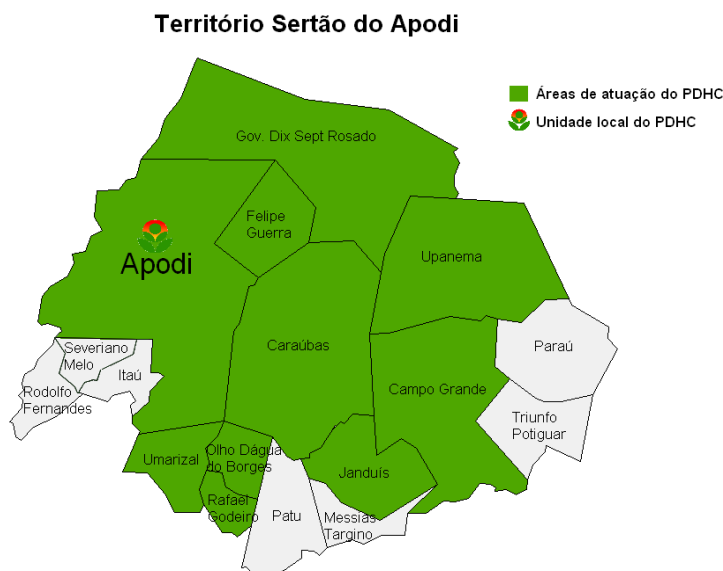 Território Sertão do Apodi
Áreas de atuação do PDHC
Unidade local do PDHC
Gov. Dix Sept Rosado
Felipe
Guerra
Upanema
Apodi
Caraúbas
Paraú
Severiano
Melo
Itaú
Rodolfo
Fernandes
Campo Grande
Triunfo
Potiguar
Umarizal
Olho Dágua
do Borges
Janduís
Rafael
Godeiro
Patu
Messias
Targino